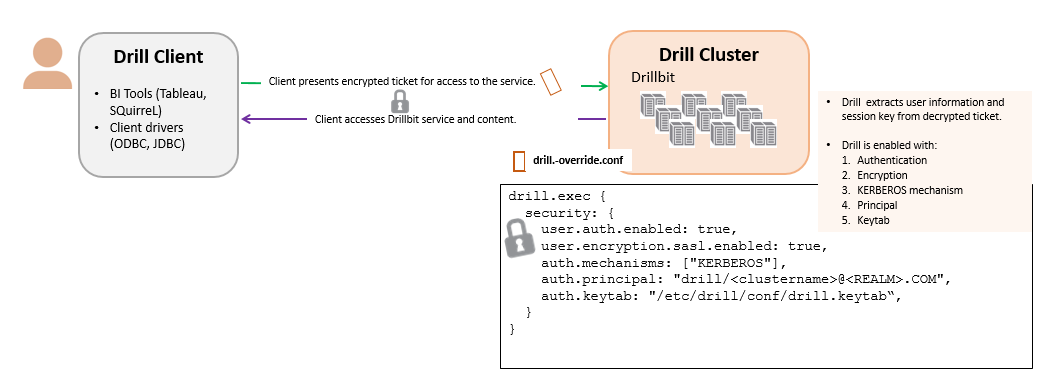 Drill Client
• BI Tools (Tableau,
SQuirreL)
• Client drivers
(ODBC, JDBC)
Client presents encrypted ticket for access to the service.
Client accesses Drillbit service and content.
Drill Cluster
Drillbit
• Drill extracts user information and
session key from decrypted ticket.
• Drill is enabled with:
1. Authentication
2. Encryption
3. KERBEROS mechanism
4. Principal
5. Keytab
drill.-override.conf
drill.exec {
security: {
user.auth.enabled: true,
user.encryption.sasl.enabled: true,
auth.mechanisms: ["KERBEROS"],
auth.principal: "drill/<clustername>@<REALM>.COM",
auth.keytab: "/etc/drill/conf/drill.keytab“,
}
}